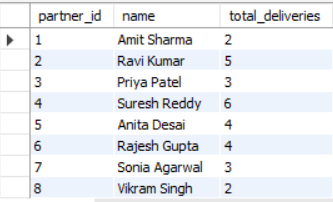 partner_id name total_deliveries
1 Amit Sharma 2
2 Ravi Kumar 5
3 Priya Patel 3
4 Suresh Reddy 6
5 Anita Desai 4
6 Rajesh Gupta 4
7 Sonia Agarwal 3
8 Vikram Singh 2